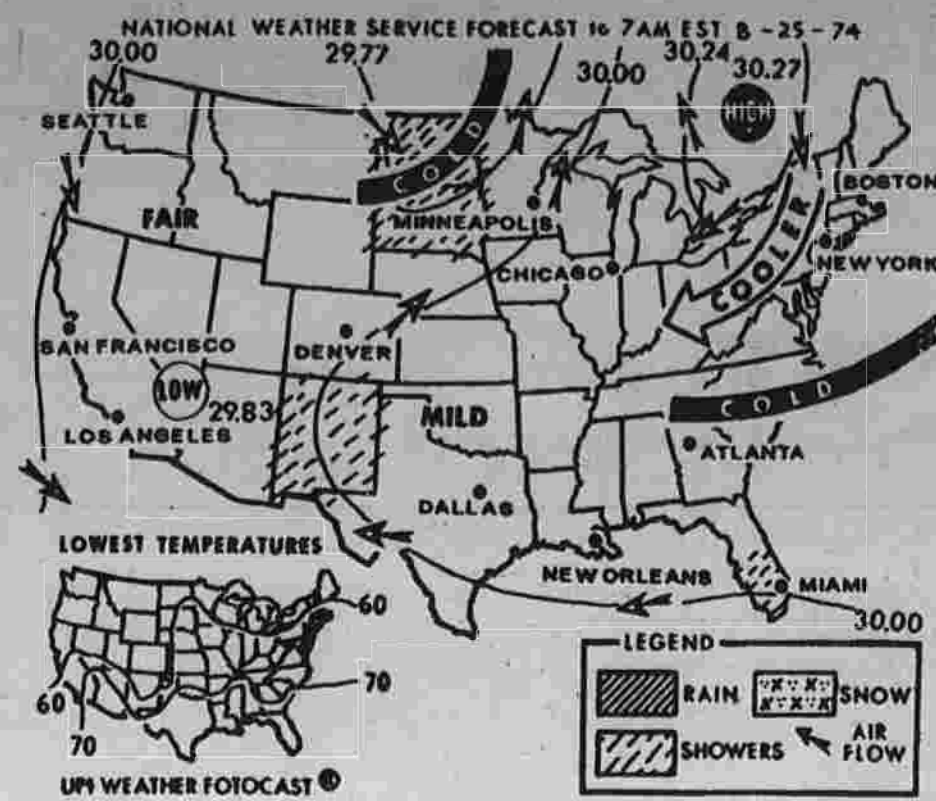 NATIONAL WEATHER SERVICE FORECAST to 7AM EST 8-25-74
30.00
29.77
30.00
30.24
30.27
HIGH
SEATTLE
COLD
BOSTON
FAIR
MINNEAPOLIS
COOLER
NEW YORK
CHICAGO
SAN FRANCISCO
DENVER
LOW
29.83
MILD
COLD
LOS ANGELES
ATLANTA
DALLAS
LOWEST TEMPERATURES
NEW ORLEANS
MIAMI
30.00
60
70
60
70
LEGEND
RAIN
SNOW
SHOWERS
AIR FLOW
UPI WEATHER FOTOCAST ®